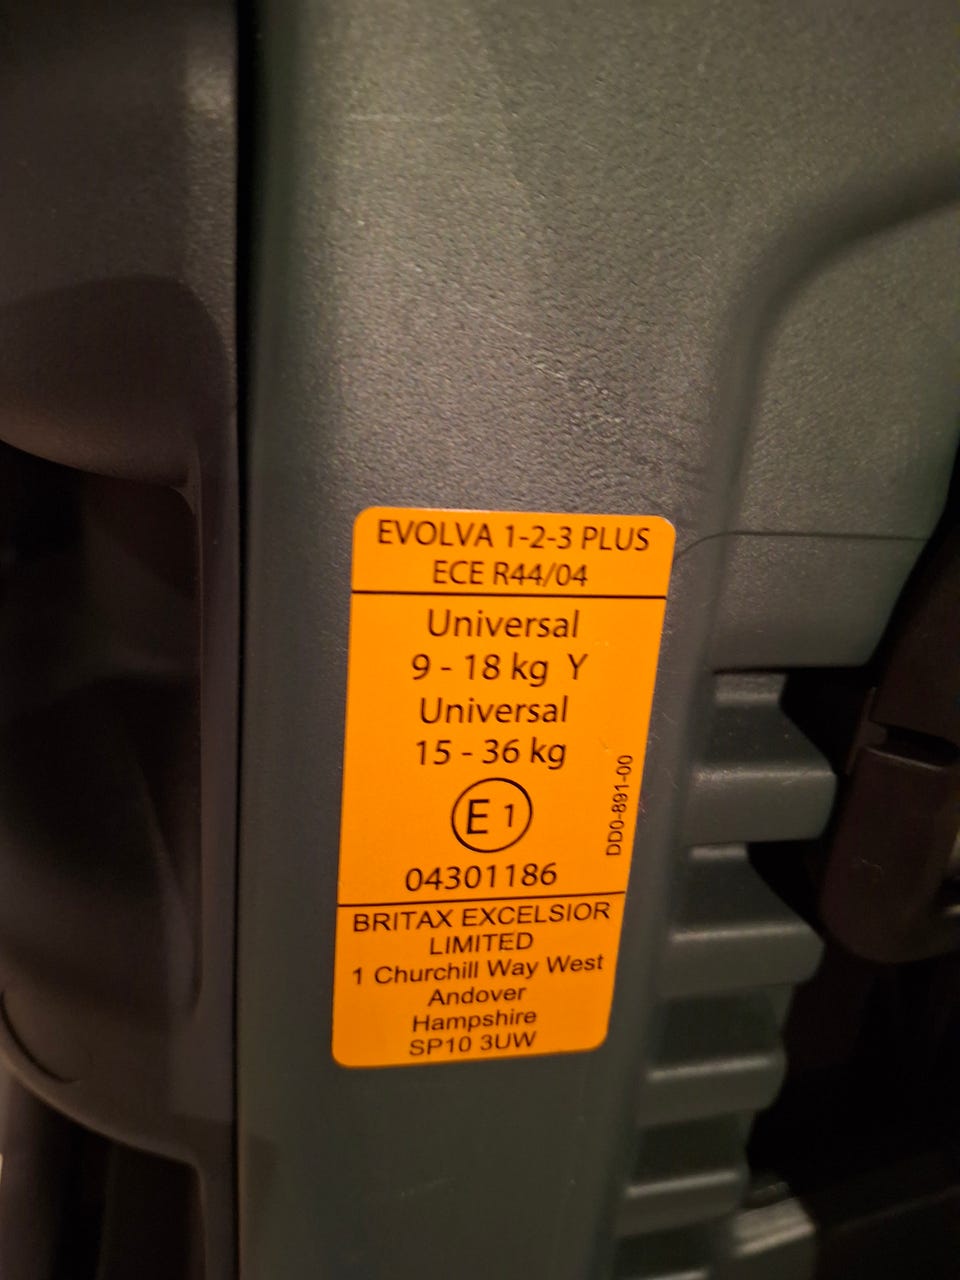 EVOLVA 1-2-3 PLUS
ECE R44/04
Universal
9 - 18 kg Y
Universal
15 - 36 kg
E 1
04301186
DD0-891-00
BRITAX EXCELSIOR
LIMITED
1 Churchill Way West
Andover
Hampshire
SP10 3UW